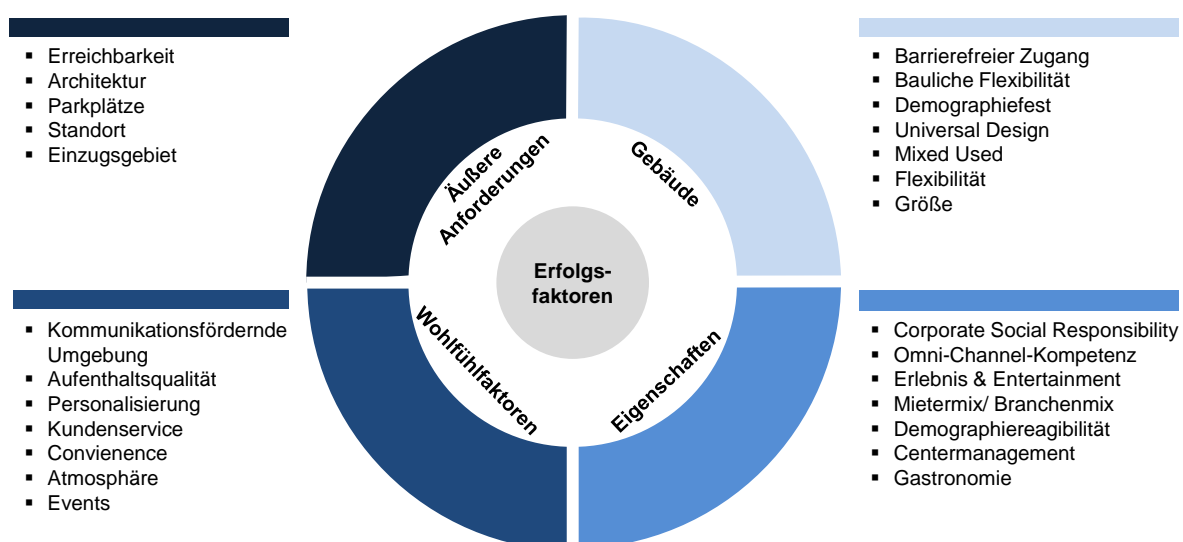 Erreichbarkeit
Architektur
Parkplätze
Standort
Einzugsgebiet
Äußere
Anforderungen
Gebäude
Barrierefreier Zugang
Bauliche Flexibilität
Demographiefest
Universal Design
Mixed Used
Flexibilität
Größe
Erfolgs-
faktoren
Kommunikationsfördernde
Umgebung
Aufenthaltsqualität
Personalisierung
Kundenservice
Convienence
Atmosphäre
Events
Wohlfühlfaktoren
Eigenschaften
Corporate Social Responsibility
Omni-Channel-Kompetenz
Erlebnis & Entertainment
Mietermix/ Branchenmix
Demographiereagibilität
Centermanagement
Gastronomie